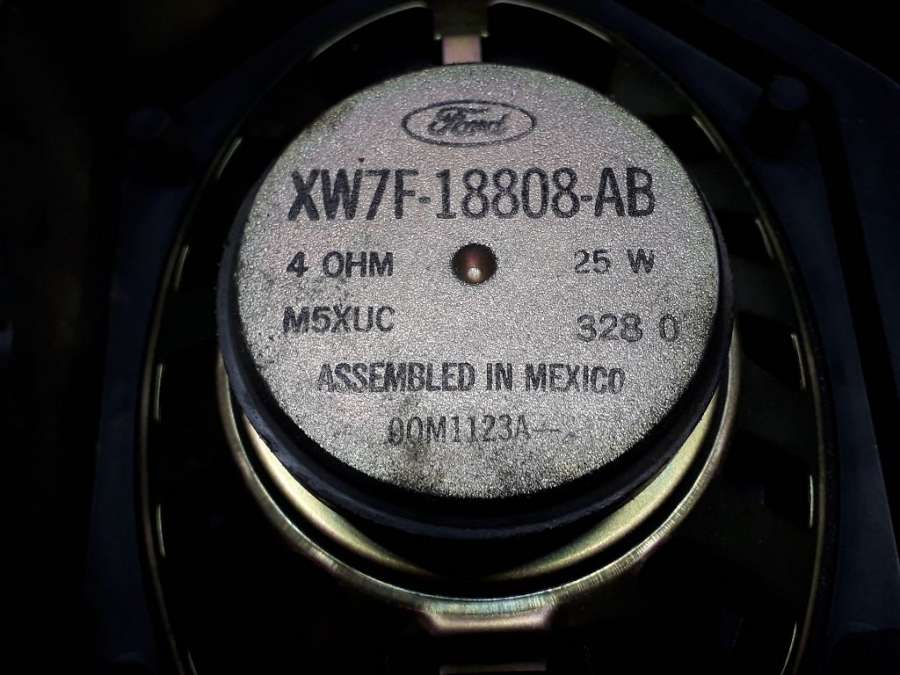 Ford
XW7F-18808-AB
4 OHM 25 W
M5XUC 328 0
ASSEMBLED IN MEXICO
00M1123A